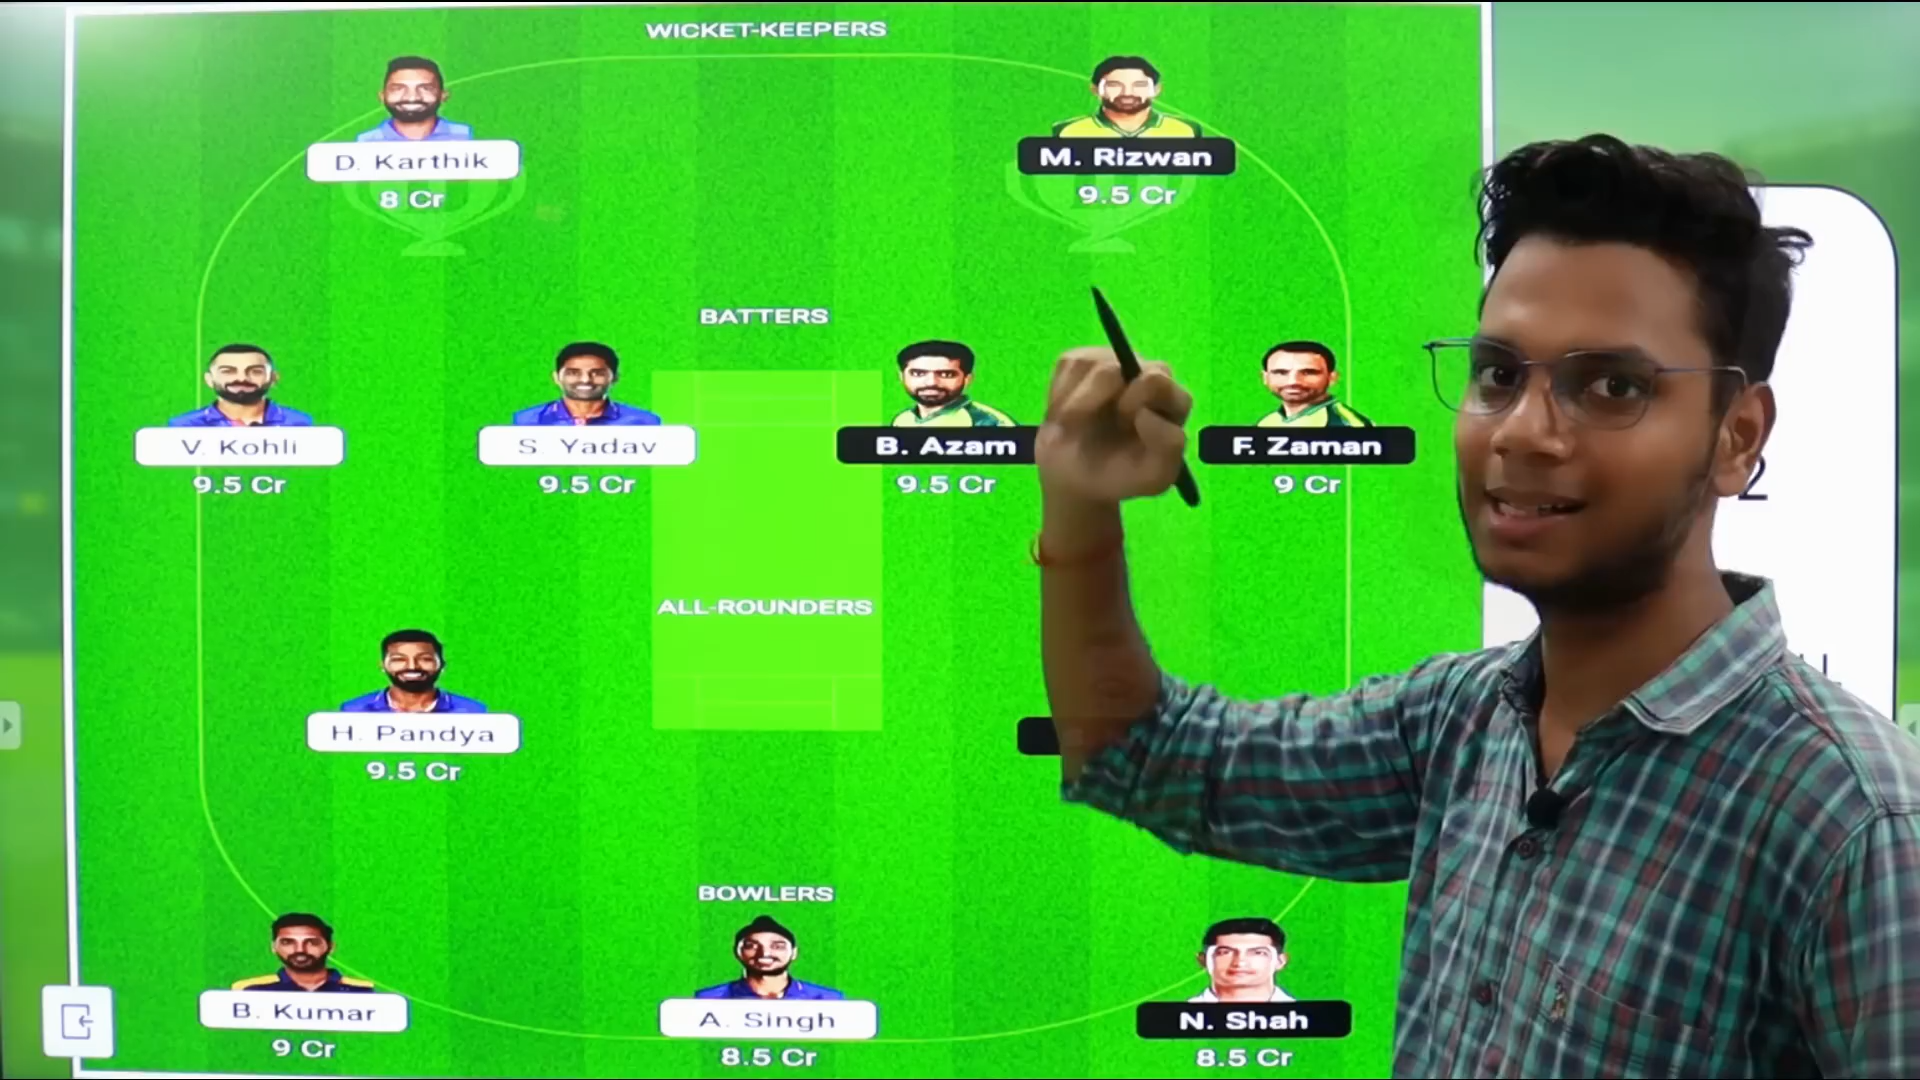 WICKET-KEEPERS
D. Karthik
M. Rizwan
8 Cr
9.5 Cr
BATTERS
V. Kohli
S. Yadav
B. Azam
F. Zaman
9.5 Cr
9.5 Cr
9.5 Cr
9 Cr
2
ALL-ROUNDERS
H. Pandya
9.5 Cr
BOWLERS
B. Kumar
A. Singh
N. Shah
9 Cr
8.5 Cr
8.5 Cr